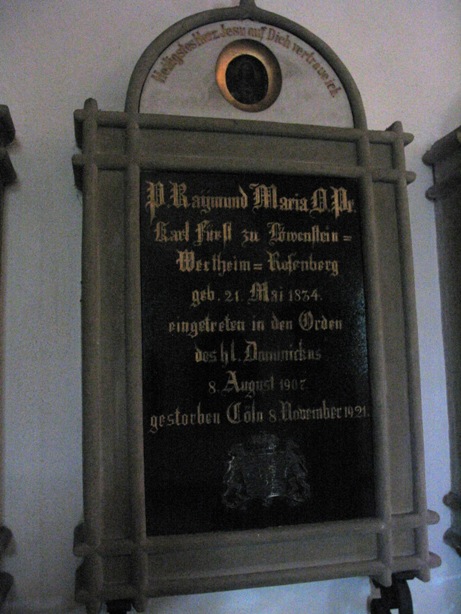 Heiligstes Herz Jesu auf Dich vertraue ich.
P. Raymund Maria O. Pr.
Karl Fürst zu Löwenstein=
Wertheim=Rosenberg
geb. 21. Mai 1834.
eingetreten in den Orden
des hl. Dominikus
8. August 1907
gestorben Cöln 8. November 1921.